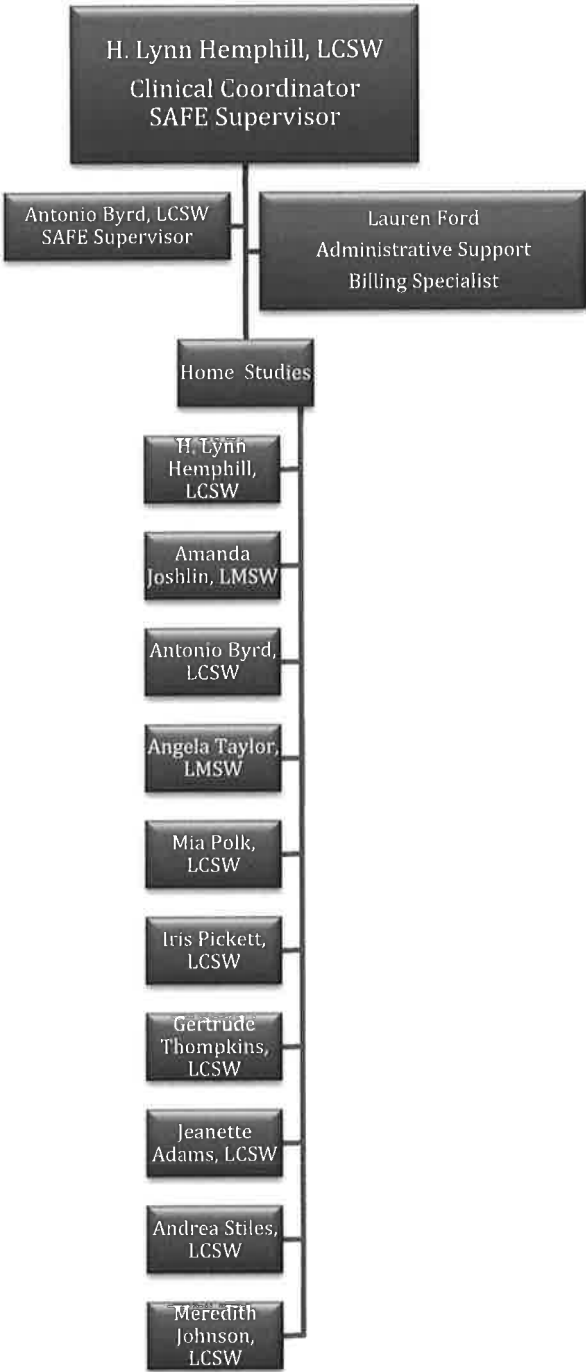 H. Lynn Hemphill, LCSW
Clinical Coordinator
SAFE Supervisor
Antonio Byrd, LCSW
SAFE Supervisor
Lauren Ford
Administrative Support
Billing Specialist
Home Studies
H. Lynn
Hemphill,
LCSW
Amanda
Joshlin, LMSW
Antonio Byrd,
LCSW
Angela Taylor,
LMSW
Mia Polk,
LCSW
Iris Pickett,
LCSW
Gertrude
Thompkins,
LCSW
Jeanette
Adams, LCSW
Andrea Stiles,
LCSW
Meredith
Johnson,
LCSW